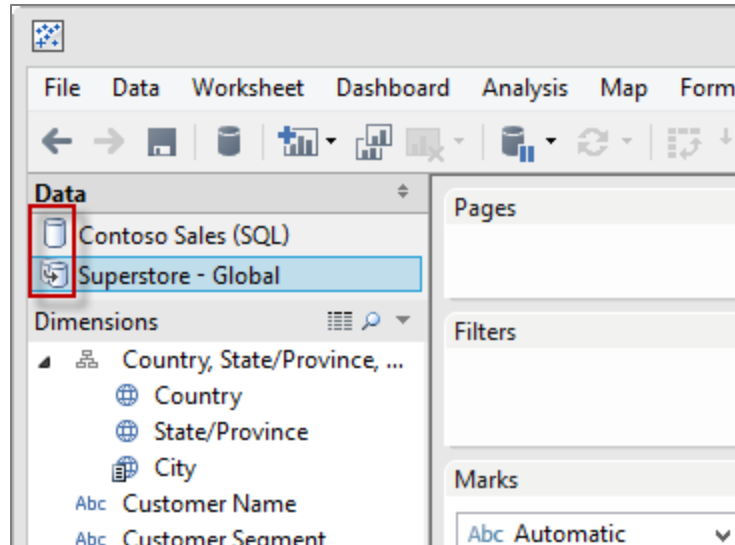 File Data Worksheet Dashboard Analysis Map Form
Data
Contoso Sales (SQL)
Superstore - Global
Dimensions
Country, State/Province, ...
Country
State/Province
City
Abc Customer Name
Abc Customer Segment
Pages
Filters
Marks
Abc Automatic